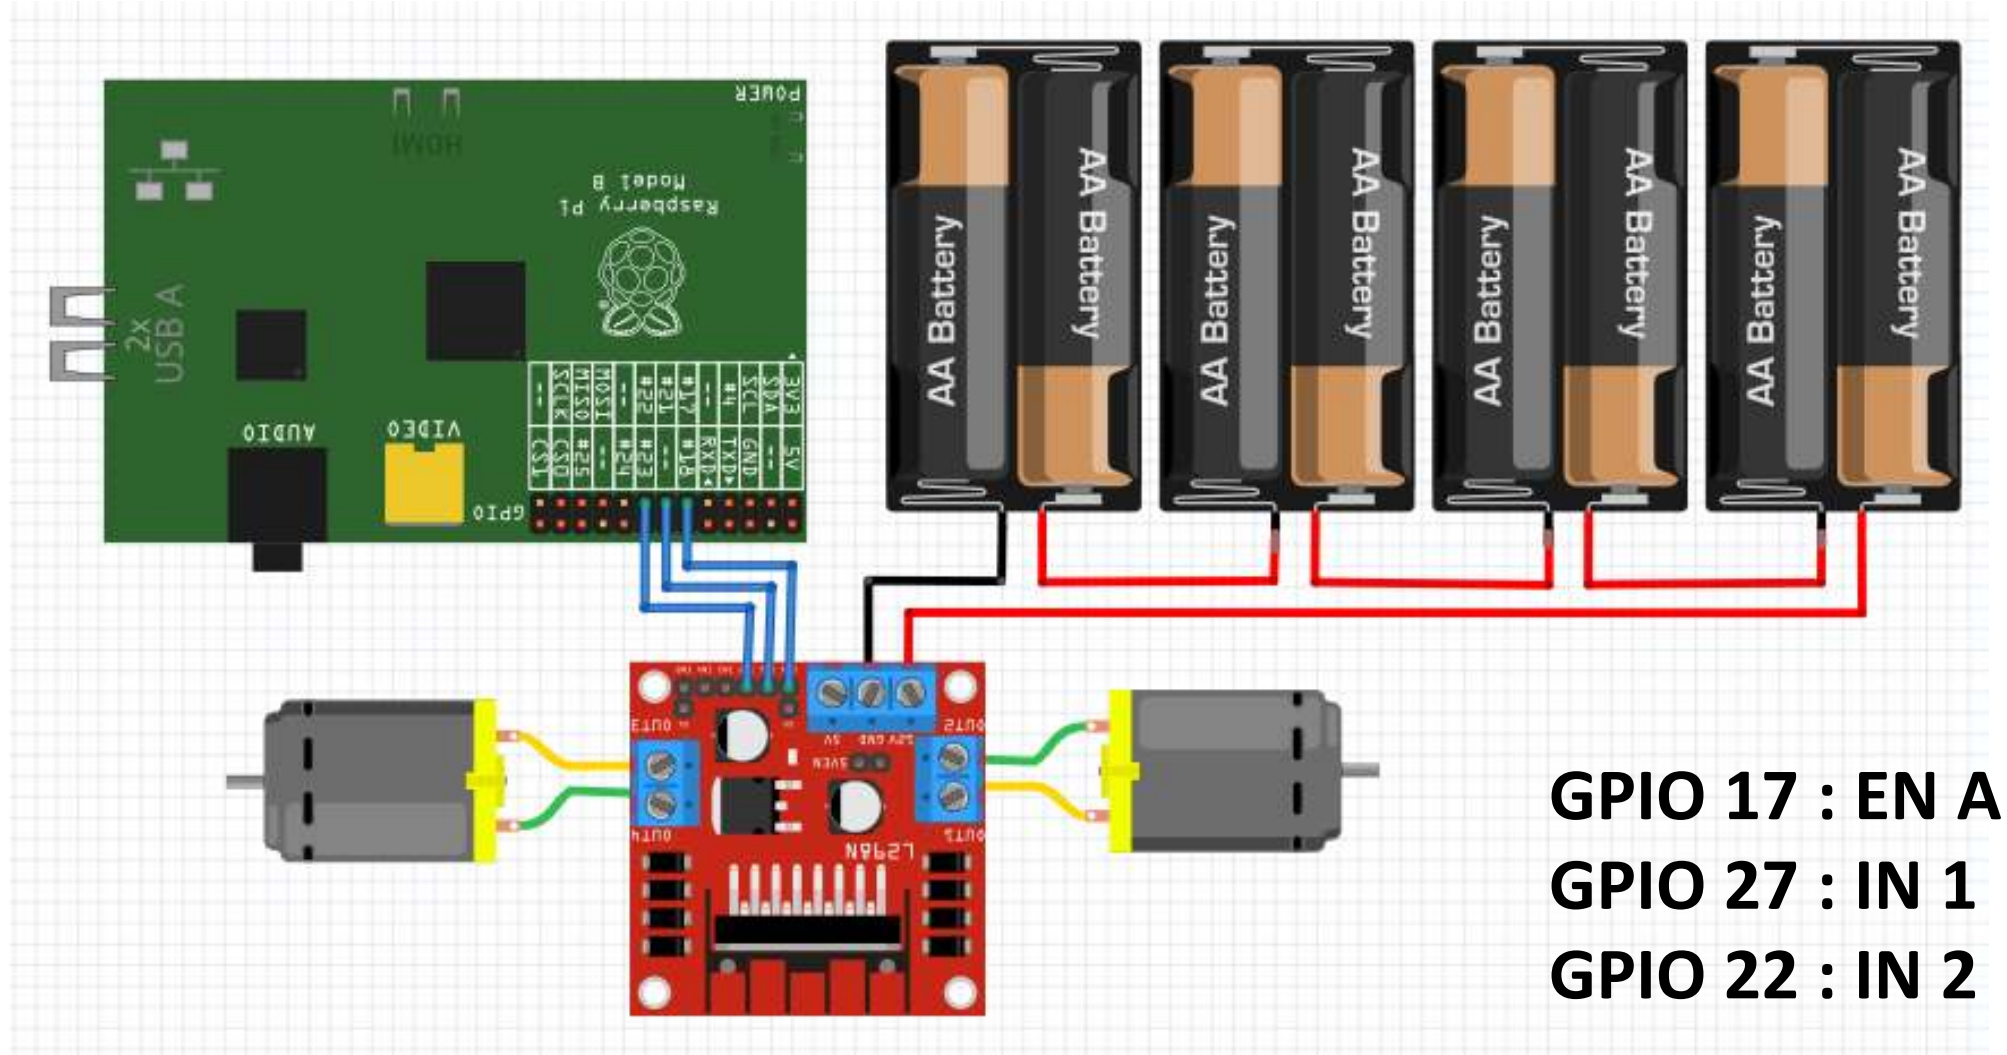 POWER
HDMI
Raspberry Pi
Model B
2x
USB A
AUDIO
VIDEO
GPIO
3V3
SDA
SCL
#4
--
#17
#21
#22
--
MOSI
MISO
SCLK
--
5V
--
GND
TXD
RXD
#18
--
#23
#24
--
#25
CS0
CS1
AA Battery
AA Battery
AA Battery
AA Battery
AA Battery
AA Battery
AA Battery
AA Battery
OUT3
OUT2
5V GND 12V
5VEN
OUT4
OUT1
L298N
GPIO 17 : EN A
GPIO 27 : IN 1
GPIO 22 : IN 2